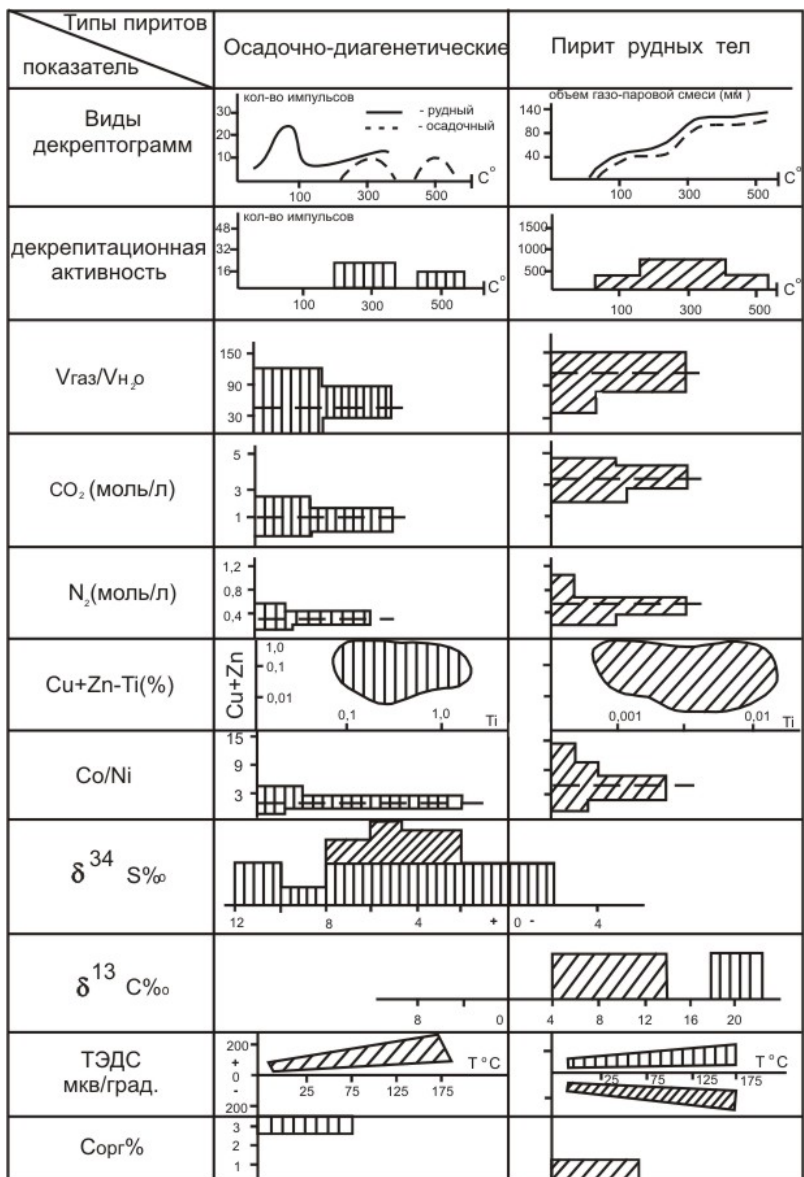 Типы пиритов
показатель
Осадочно-диагенетические
Пирит рудных тел
Виды
декрептограмм
кол-во импульсов
30
20
10
- рудный
- осадочный
100 300 500
C°
объем газо-паровой смеси (мм )
140
80
40
100 300 500
C°
декрепитационная
активность
кол-во импульсов
48
32
16
100 300 500
C°
1500
1000
500
100 300 500
C°
Vгаз/Vн₂о
150
90
30
CO₂ (моль/л)
5
3
1
N₂(моль/л)
1,2
0,8
0,4
Cu+Zn-Ti(%)
Cu+Zn
1,0
0,1
0,01
0,1 1,0 Ti
0,001 0,01
Co/Ni
15
9
3
δ³⁴ S‰
12 8 4 + 0 - 4
δ¹³ C‰
8 0 4 8 12 16 20
ТЭДС
мкв/град.
200
+
0
-
200
25 75 125 175
T°C
25 75 125 175
T°C
Сорг%
3
2
1